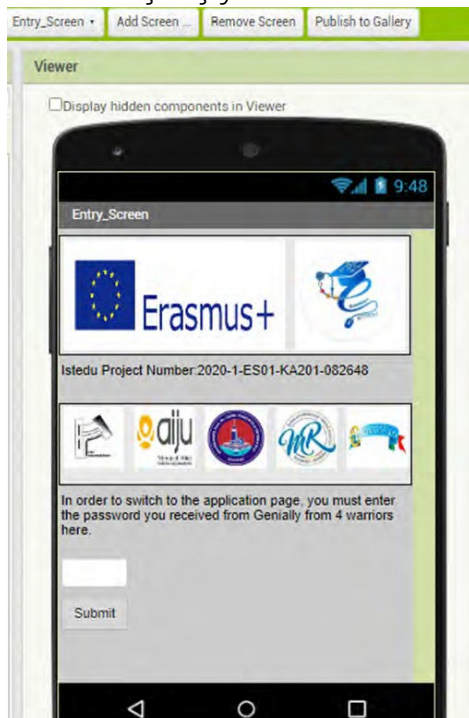 Entry_Screen Add Screen ... Remove Screen Publish to Gallery
Viewer
Display hidden components in Viewer
9:48
Entry_Screen
Erasmus+
Istedu Project Number:2020-1-ES01-KA201-082648
aiju
MR
In order to switch to the application page, you must enter
the password you received from Genially from 4 warriors
here.
Submit